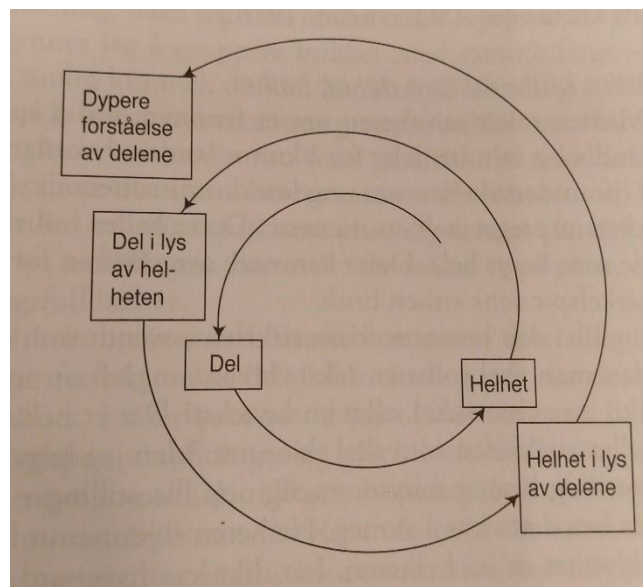 Dypere
forståelse
av delene
Del i lys
av hel-
heten
Del
Helhet
Helhet i lys
av delene